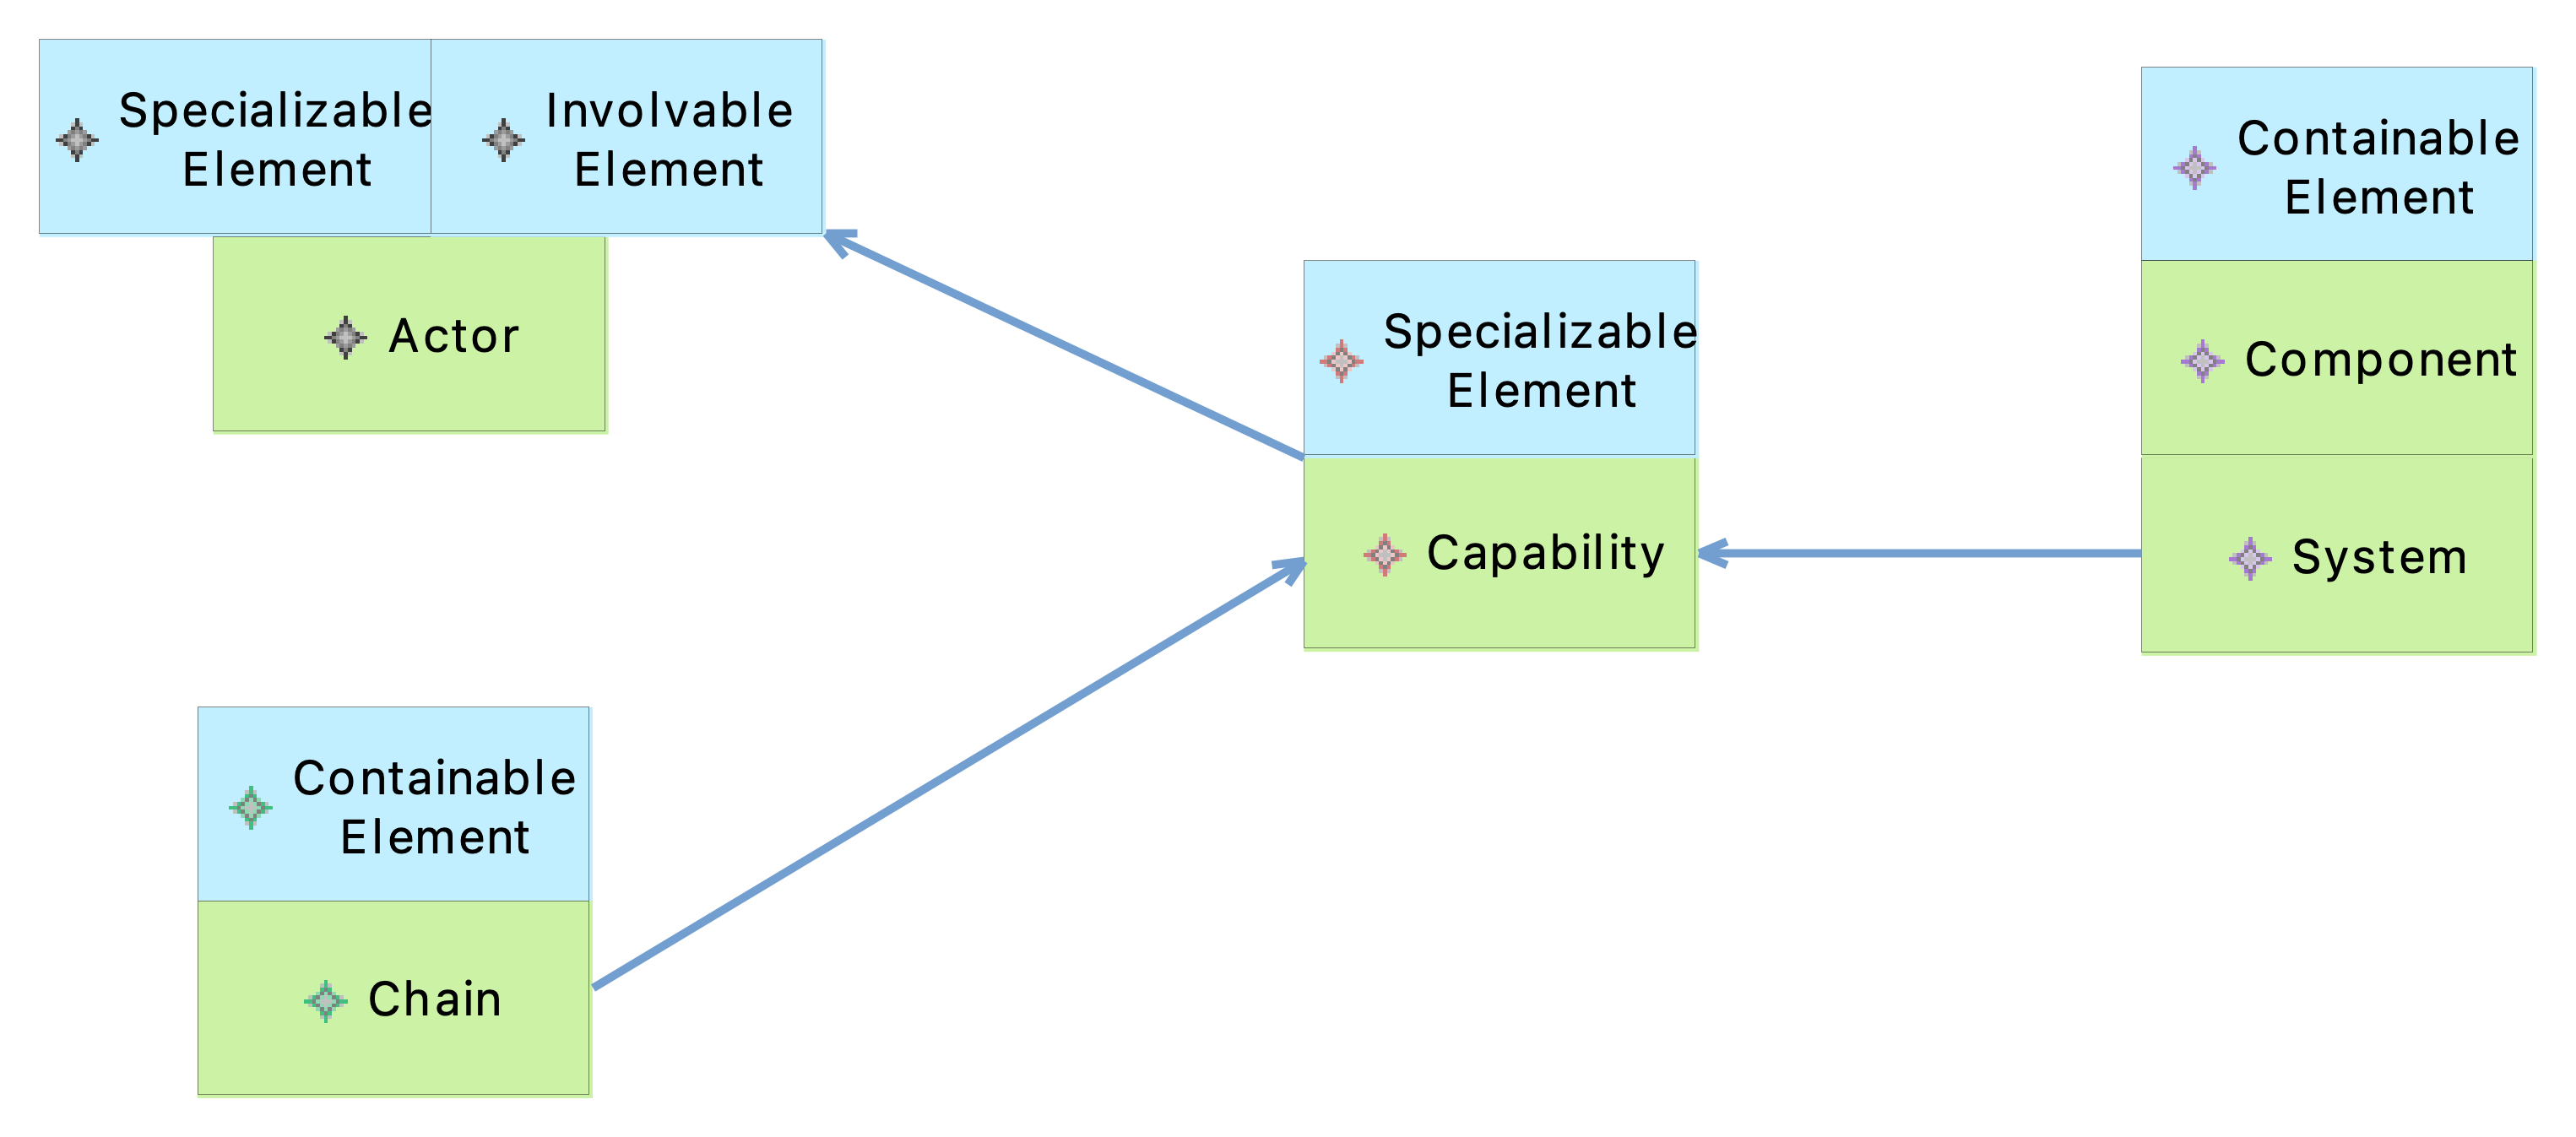 Specializable
Element
Involvable
Element
Actor
Specializable
Element
Capability
Containable
Element
Component
System
Containable
Element
Chain